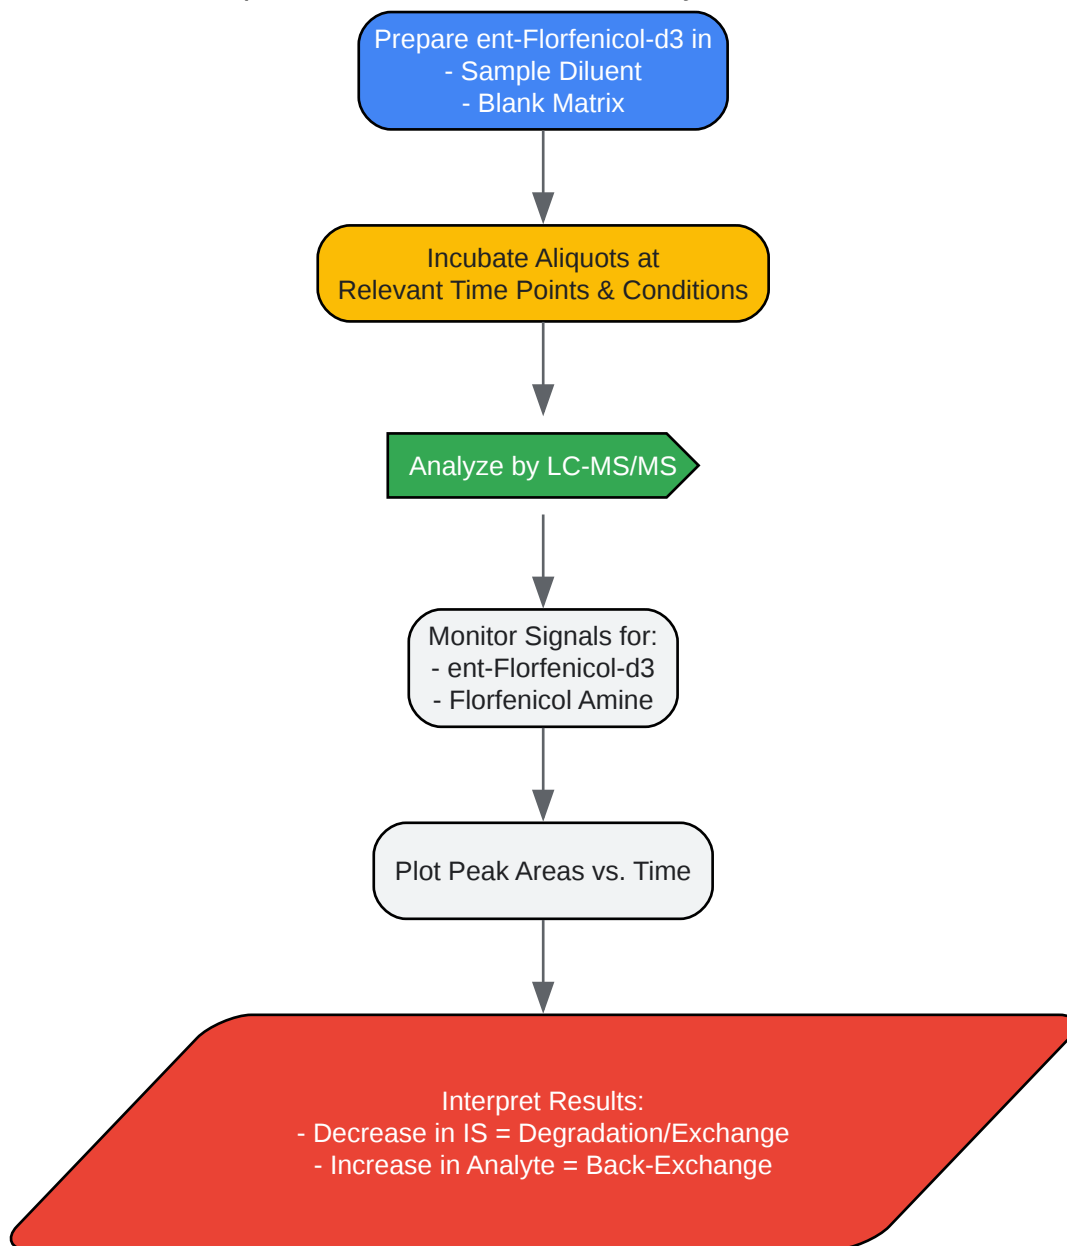 Prepare ent-Florfenicol-d3 in
- Sample Diluent
- Blank Matrix
Incubate Aliquots at
Relevant Time Points & Conditions
Analyze by LC-MS/MS
Monitor Signals for:
- ent-Florfenicol-d3
- Florfenicol Amine
Plot Peak Areas vs. Time
Interpret Results:
- Decrease in IS = Degradation/Exchange
- Increase in Analyte = Back-Exchange